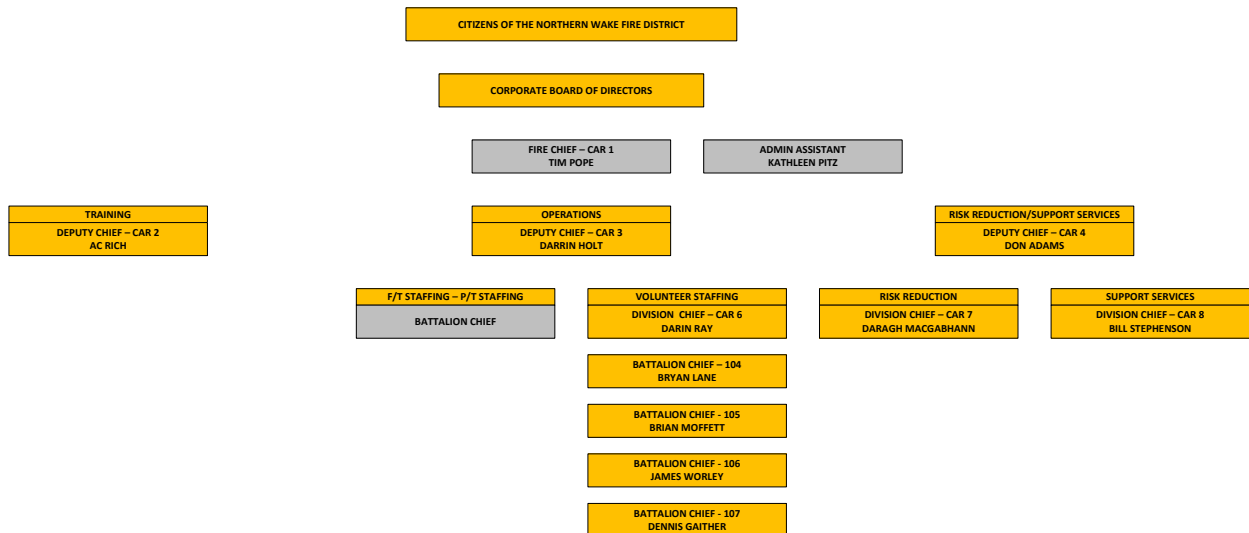 CITIZENS OF THE NORTHERN WAKE FIRE DISTRICT
CORPORATE BOARD OF DIRECTORS
FIRE CHIEF – CAR 1
TIM POPE
ADMIN ASSISTANT
KATHLEEN PITZ
TRAINING
DEPUTY CHIEF – CAR 2
AC RICH
OPERATIONS
DEPUTY CHIEF – CAR 3
DARRIN HOLT
RISK REDUCTION/SUPPORT SERVICES
DEPUTY CHIEF – CAR 4
DON ADAMS
F/T STAFFING – P/T STAFFING
BATTALION CHIEF
VOLUNTEER STAFFING
DIVISION CHIEF – CAR 6
DARIN RAY
RISK REDUCTION
DIVISION CHIEF – CAR 7
DARAGH MACGABHANN
SUPPORT SERVICES
DIVISION CHIEF – CAR 8
BILL STEPHENSON
BATTALION CHIEF – 104
BRYAN LANE
BATTALION CHIEF - 105
BRIAN MOFFETT
BATTALION CHIEF - 106
JAMES WORLEY
BATTALION CHIEF - 107
DENNIS GAITHER